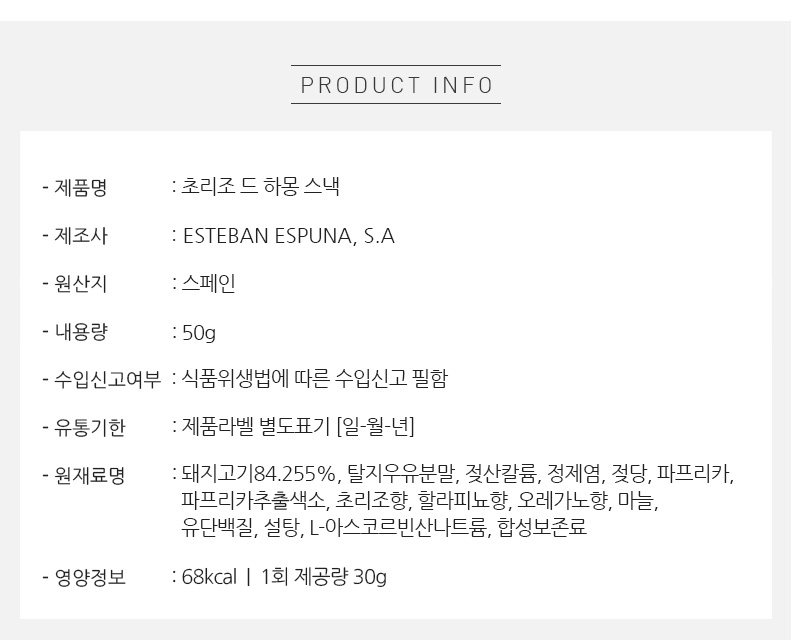 PRODUCT INFO
- 제품명 : 초리조 드 하몽 스낵
- 제조사 : ESTEBAN ESPUNA, S.A
- 원산지 : 스페인
- 내용량 : 50g
- 수입신고여부 : 식품위생법에 따른 수입신고 필함
- 유통기한 : 제품라벨 별도표기 [일-월-년]
- 원재료명 : 돼지고기84.255%, 탈지우유분말, 젖산칼륨, 정제염, 젖당, 파프리카,
파프리카추출색소, 초리조향, 할라피뇨향, 오레가노향, 마늘,
유단백질, 설탕, L-아스코르빈산나트륨, 합성보존료
- 영양정보 : 68kcal | 1회 제공량 30g